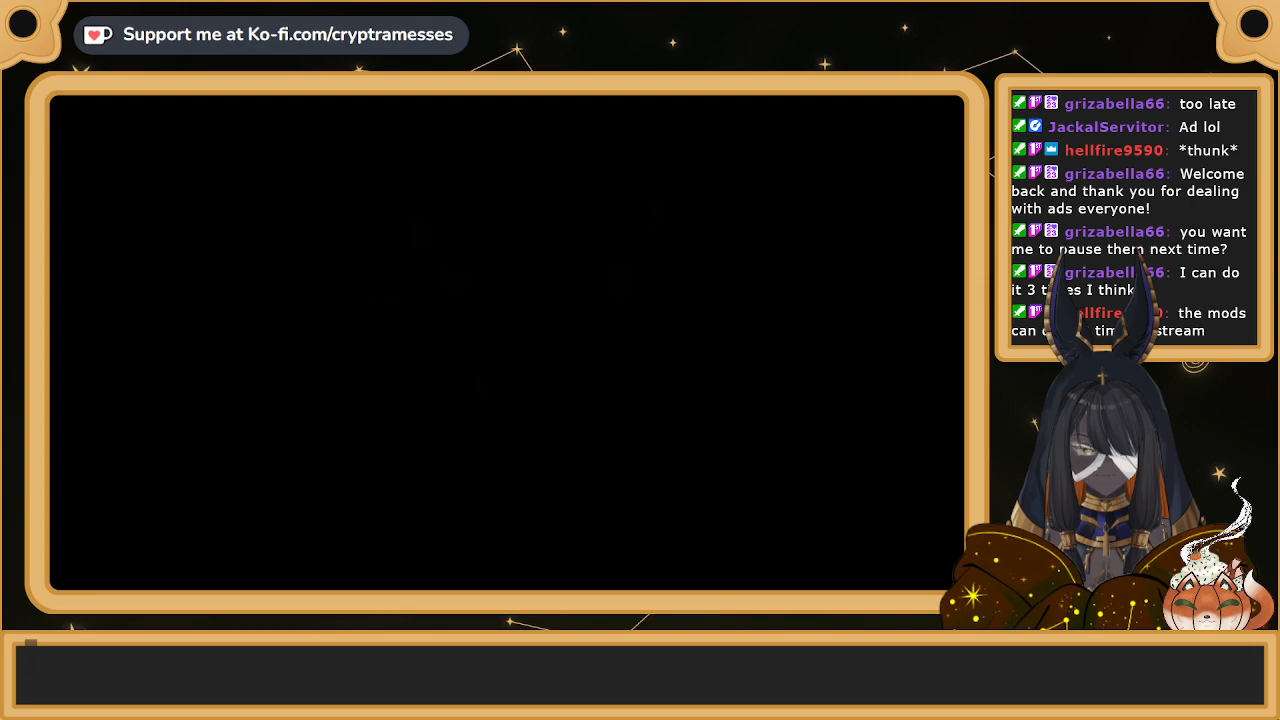 Support me at Ko-fi.com/cryptramesses
grizabella66: too late
JackalServitor: Ad lol
hellfire9590: *thunk*
grizabella66: Welcome
back and thank you for dealing
with ads everyone!
grizabella66: you want
me to pause them next time?
I can do
it 3 I think
the mods
can stream